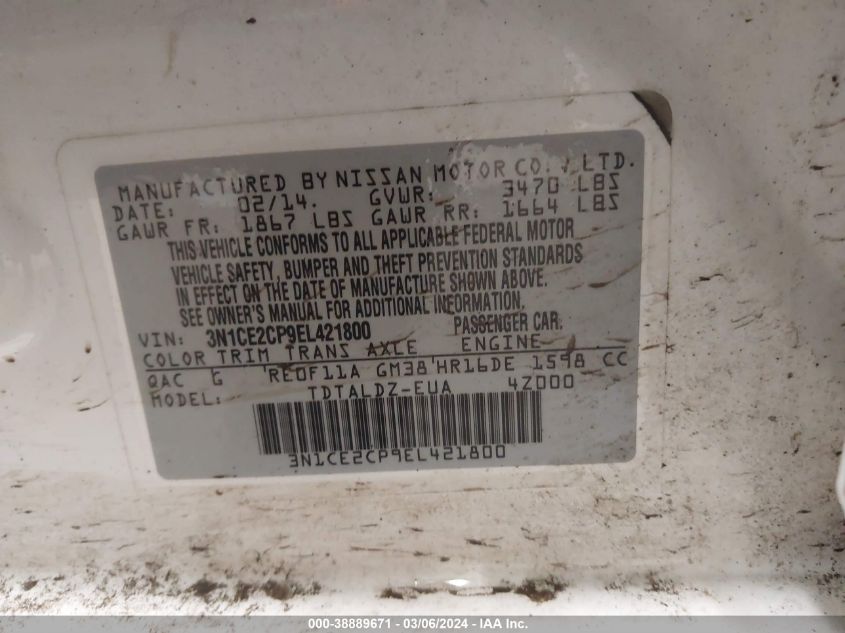 MANUFACTURED BY NISSAN MOTOR CO., LTD.
DATE: 02/14. GVWR: 3470 LBS
GAWR FR: 1867 LBS GAWR RR: 1664 LBS
THIS VEHICLE CONFORMS TO ALL APPLICABLE FEDERAL MOTOR
VEHICLE SAFETY, BUMPER AND THEFT PREVENTION STANDARDS
IN EFFECT ON THE DATE OF MANUFACTURE SHOWN ABOVE.
SEE OWNER'S MANUAL FOR ADDITIONAL INFORMATION.
VIN: 3N1CE2CP9EL421800 PASSENGER CAR.
COLOR TRIM TRANS AXLE ENGINE
QAC G RE0F11A GM38 HR16DE 1598 CC
MODEL: TDTALDZ-EUA 4Z000
3N1CE2CP9EL421800
000-38889671 - 03/06/2024 - IAA Inc.